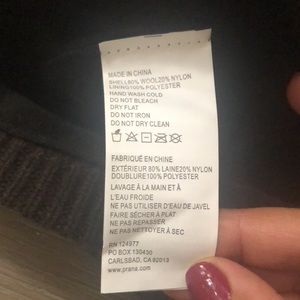 MADE IN CHINA
SHELL80% WOOL20% NYLON
LINING100% POLYESTER
HAND WASH COLD
DO NOT BLEACH
DRY FLAT
DO NOT IRON
DO NOT DRY CLEAN
FABRIQUÉ EN CHINE
EXTÉRIEUR 80% LAINE20% NYLON
DOUBLURE100% POLYESTER
LAVAGE À LA MAIN ET À
L'EAU FROIDE
NE PAS UTILISER D'EAU DE JAVEL
FAIRE SÉCHER À PLAT
NE PAS REPASSER
NE PAS NETTOYER À SEC
RN 124977
PO BOX 130430
CARLSBAD, CA 92013
www.prana.com